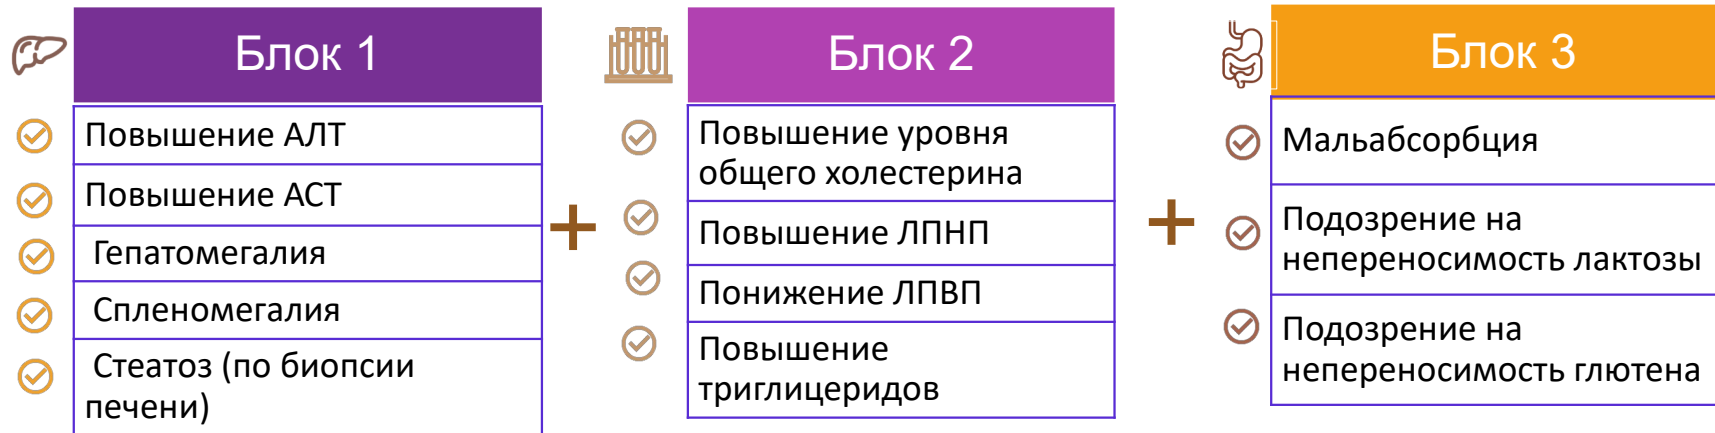 Блок 1
Повышение АЛТ
Повышение АСТ
Гепатомегалия
Спленомегалия
Стеатоз (по биопсии
печени)
+
Блок 2
Повышение уровня
общего холестерина
Повышение ЛПНП
Понижение ЛПВП
Повышение
триглицеридов
+
Блок 3
Мальабсорбция
Подозрение на
непереносимость лактозы
Подозрение на
непереносимость глютена